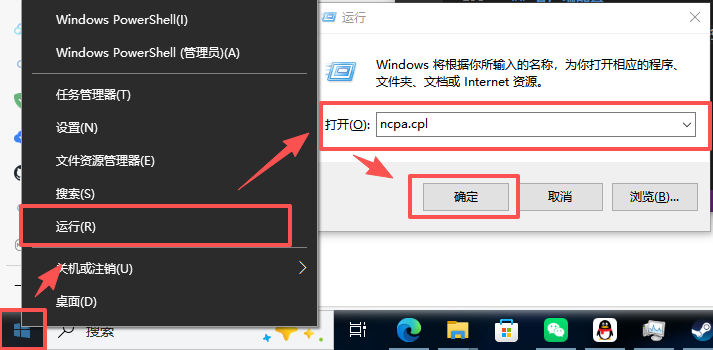 Windows PowerShell(I)
Windows PowerShell (管理员)(A)
任务管理器(T)
设置(N)
文件资源管理器(E)
搜索(S)
运行(R)
关机或注销(U)
桌面(D)
搜索
运行
Windows 将根据你所输入的名称，为你打开相应的程序、
文件夹、文档或 Internet 资源。
打开(O): ncpa.cpl
确定 取消 浏览(B)...